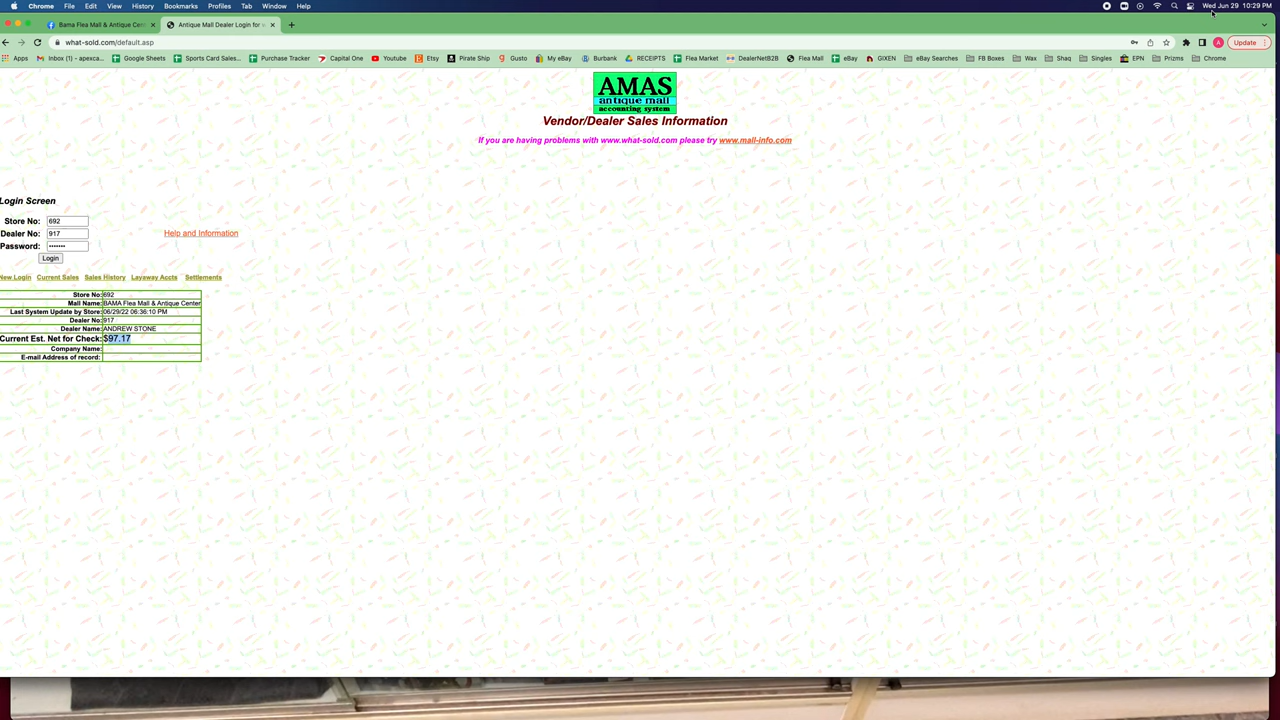 Chrome File Edit View History Bookmarks Profiles Tab Window Help Wed Jun 29 10:29 PM
Bama Flea Mall & Antique Cen Antique Mall Dealer Login for w
what-sold.com/default.asp Update
Apps Inbox (1) - apexca... Google Sheets Sports Card Sales... Purchase Tracker Capital One Youtube Etsy Pirate Ship Gusto My eBay Burbank RECEIPTS Flea Market DealerNetB2B Flea Mall eBay GIXEN eBay Searches FB Boxes Wax Shaq Singles EPN Prizms Chrome
AMAS
antique mall
accounting system
Vendor/Dealer Sales Information
If you are having problems with www.what-sold.com please try www.mall-info.com
Login Screen
Store No: 692
Dealer No: 917 Help and Information
Password: •••••••
Login
New Login Current Sales Sales History Layaway Accts Settlements
Store No: 692
Mall Name: BAMA Flea Mall & Antique Center
Last System Update by Store: 06/29/22 06:36:10 PM
Dealer No: 917
Dealer Name: ANDREW STONE
Current Est. Net for Check: $97.17
Company Name:
E-mail Address of record: